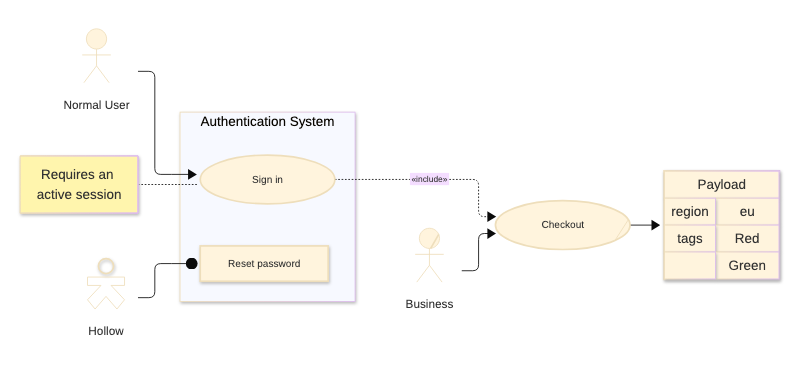 Normal User
Authentication System
Requires an
active session
Sign in
«include»
Payload
region eu
tags Red
Green
Checkout
Reset password
Business
Hollow